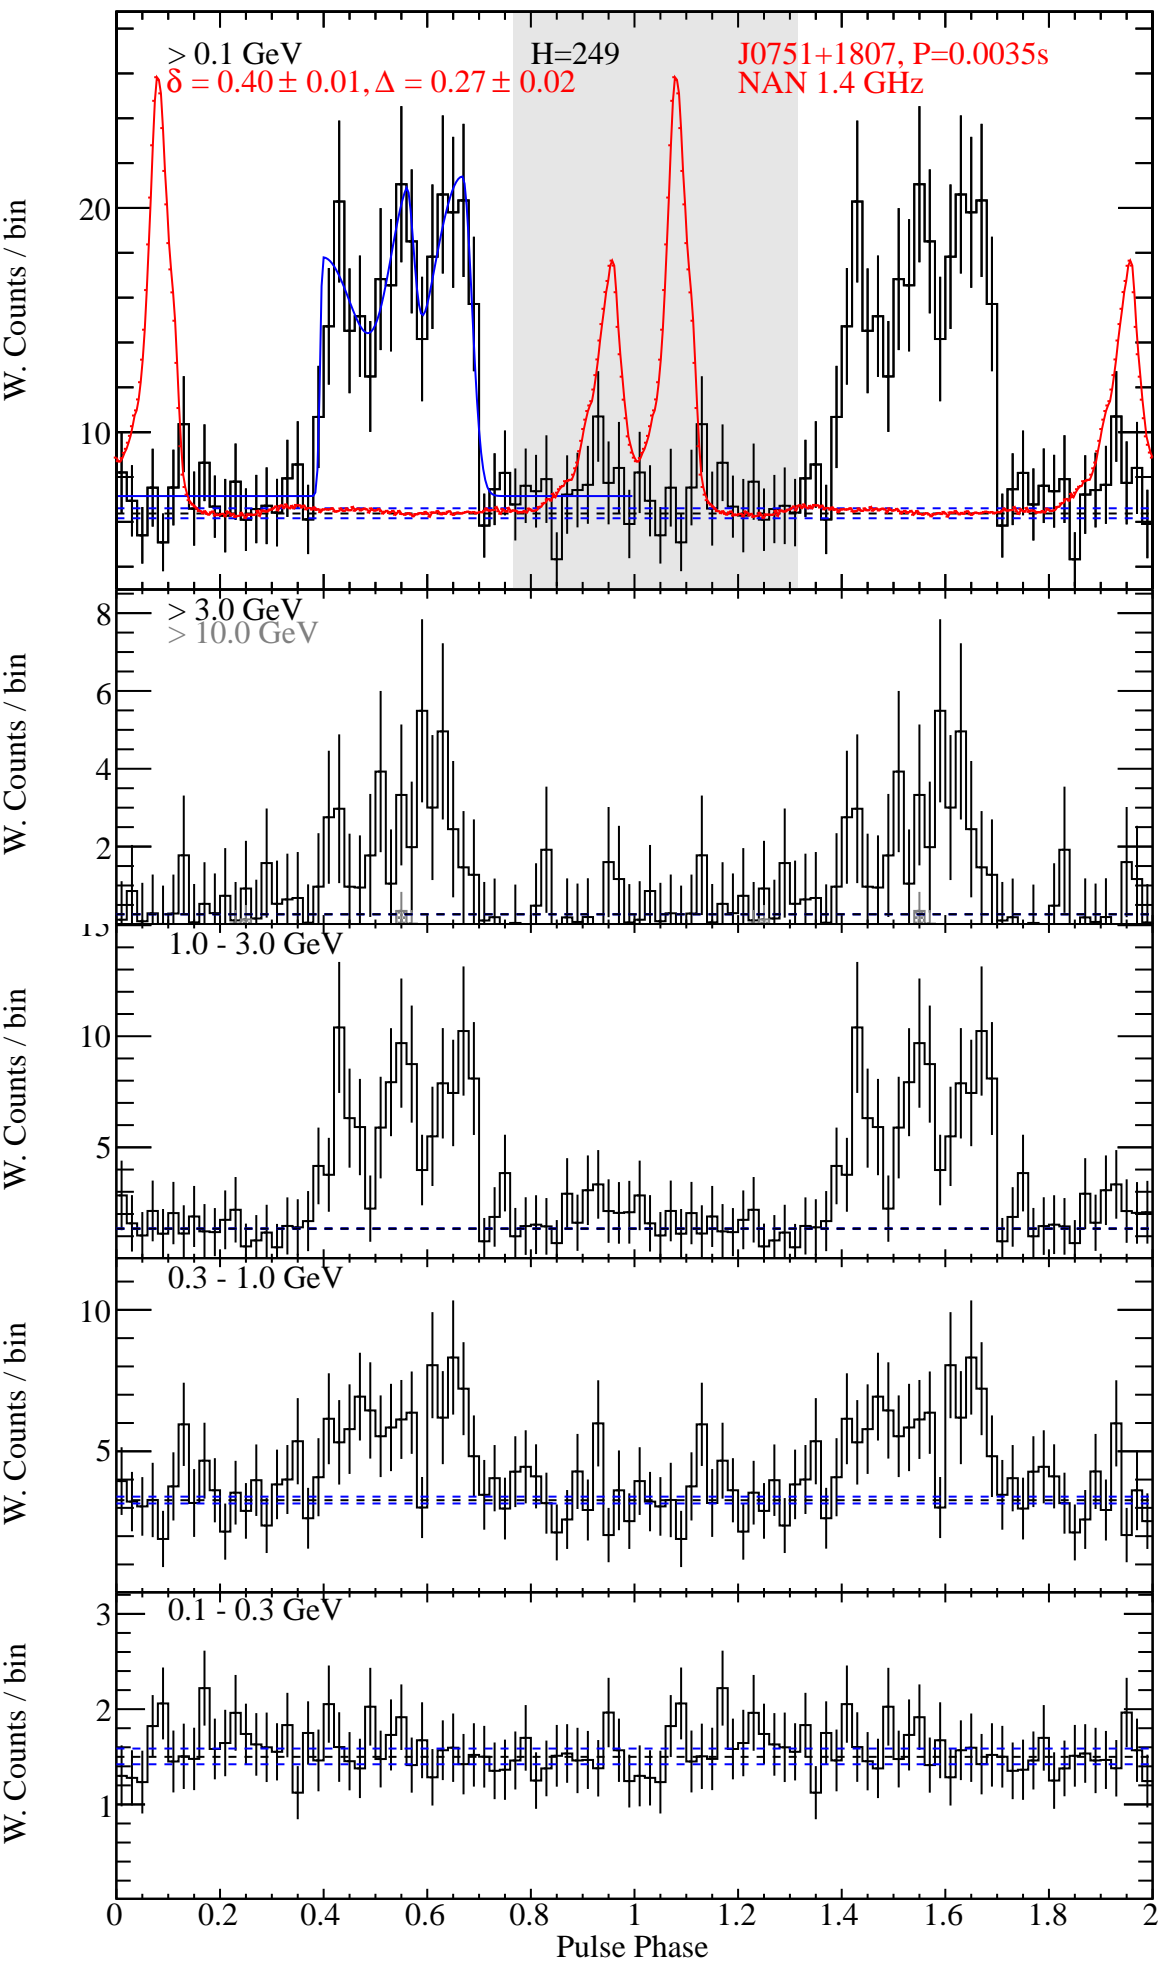 > 0.1 GeV
H=249
J0751+1807, P=0.0035s
δ = 0.40 ± 0.01, Δ = 0.27 ± 0.02
NAN 1.4 GHz
20
10
W. Counts / bin
> 3.0 GeV
> 10.0 GeV
8
6
4
2
W. Counts / bin
15
1.0 - 3.0 GeV
10
5
W. Counts / bin
0.3 - 1.0 GeV
10
5
W. Counts / bin
0.1 - 0.3 GeV
3
2
1
W. Counts / bin
0 0.2 0.4 0.6 0.8 1 1.2 1.4 1.6 1.8 2
Pulse Phase